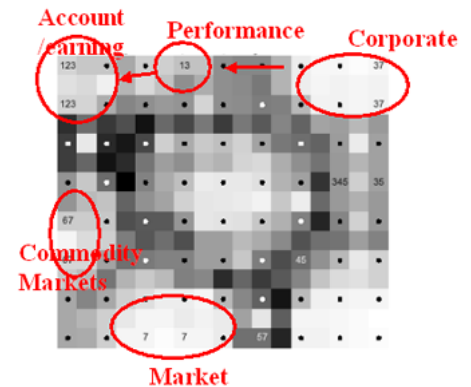 Account
/earning
Performance
Corporate
123
13
37
123
37
345
35
67
Commodity
45
Markets
7
7
57
Market